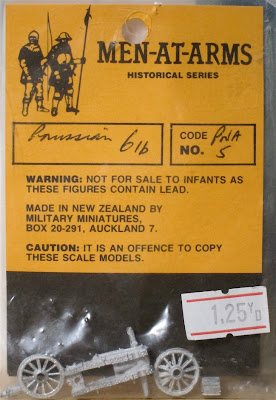 MEN-AT-ARMS
HISTORICAL SERIES
Prussian 6lb
CODE PNA
NO. 5
WARNING: NOT FOR SALE TO INFANTS AS
THESE FIGURES CONTAIN LEAD.
MADE IN NEW ZEALAND BY
MILITARY MINIATURES,
BOX 20-291, AUCKLAND 7.
CAUTION: IT IS AN OFFENCE TO COPY
THESE SCALE MODELS.
1.25